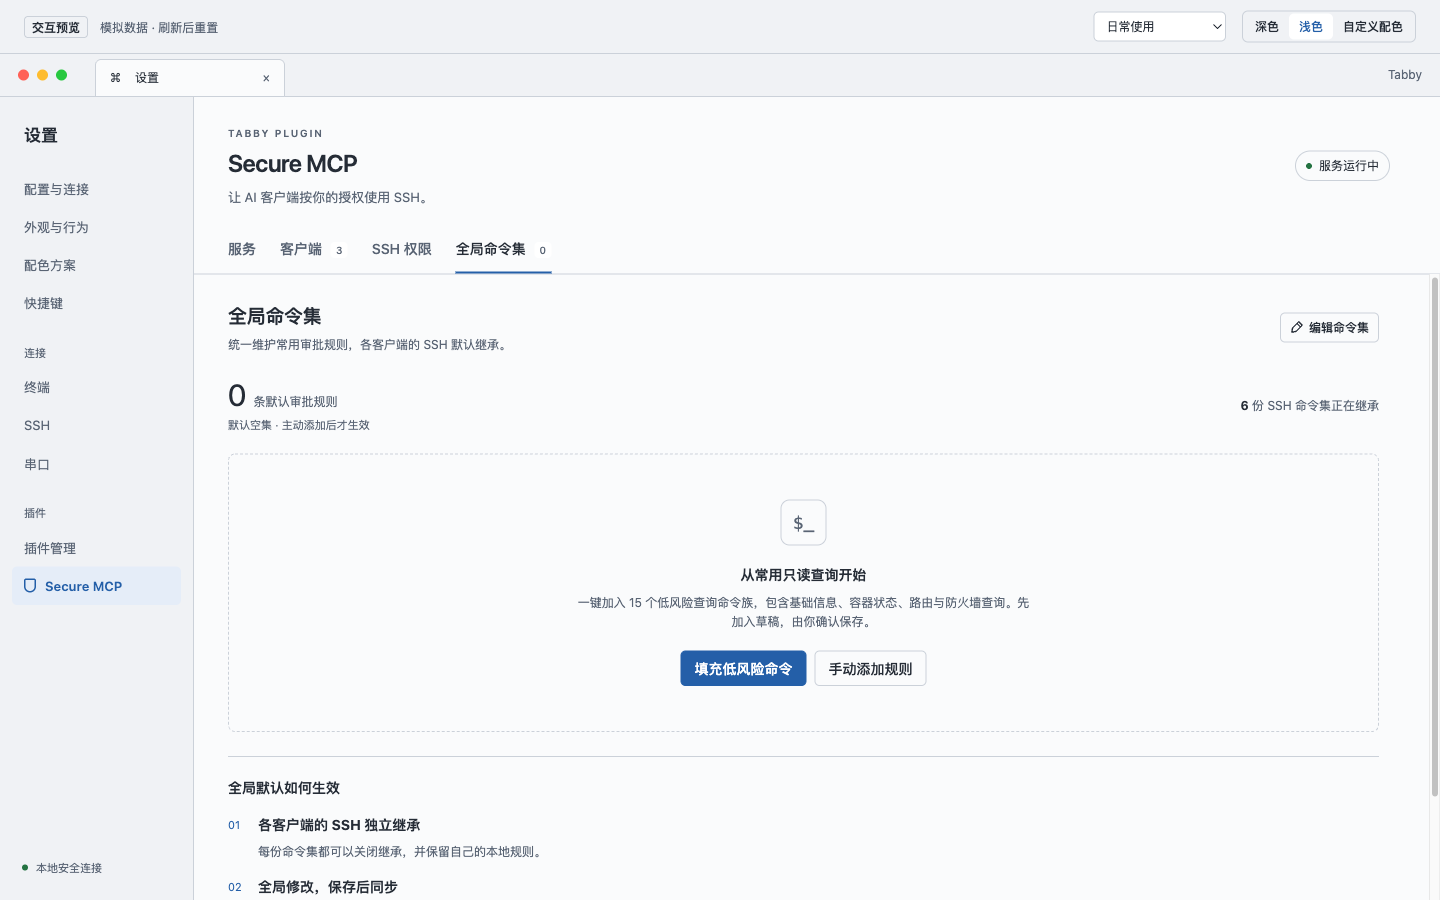 交互预览
模拟数据 · 刷新后重置
日常使用
深色
浅色
自定义配色
⌘
设置
×
Tabby
设置
配置与连接
外观与行为
配色方案
快捷键
连接
终端
SSH
串口
插件
插件管理
Secure MCP
本地安全连接
TABBY PLUGIN
Secure MCP
让 AI 客户端按你的授权使用 SSH。
服务运行中
服务
客户端 3
SSH 权限
全局命令集 0
全局命令集
统一维护常用审批规则，各客户端的 SSH 默认继承。
编辑命令集
0 条默认审批规则
默认空集 · 主动添加后才生效
6 份 SSH 命令集正在继承
$_
从常用只读查询开始
一键加入 15 个低风险查询命令族，包含基础信息、容器状态、路由与防火墙查询。先
加入草稿，由你确认保存。
填充低风险命令
手动添加规则
全局默认如何生效
01 各客户端的 SSH 独立继承
每份命令集都可以关闭继承，并保留自己的本地规则。
02 全局修改，保存后同步